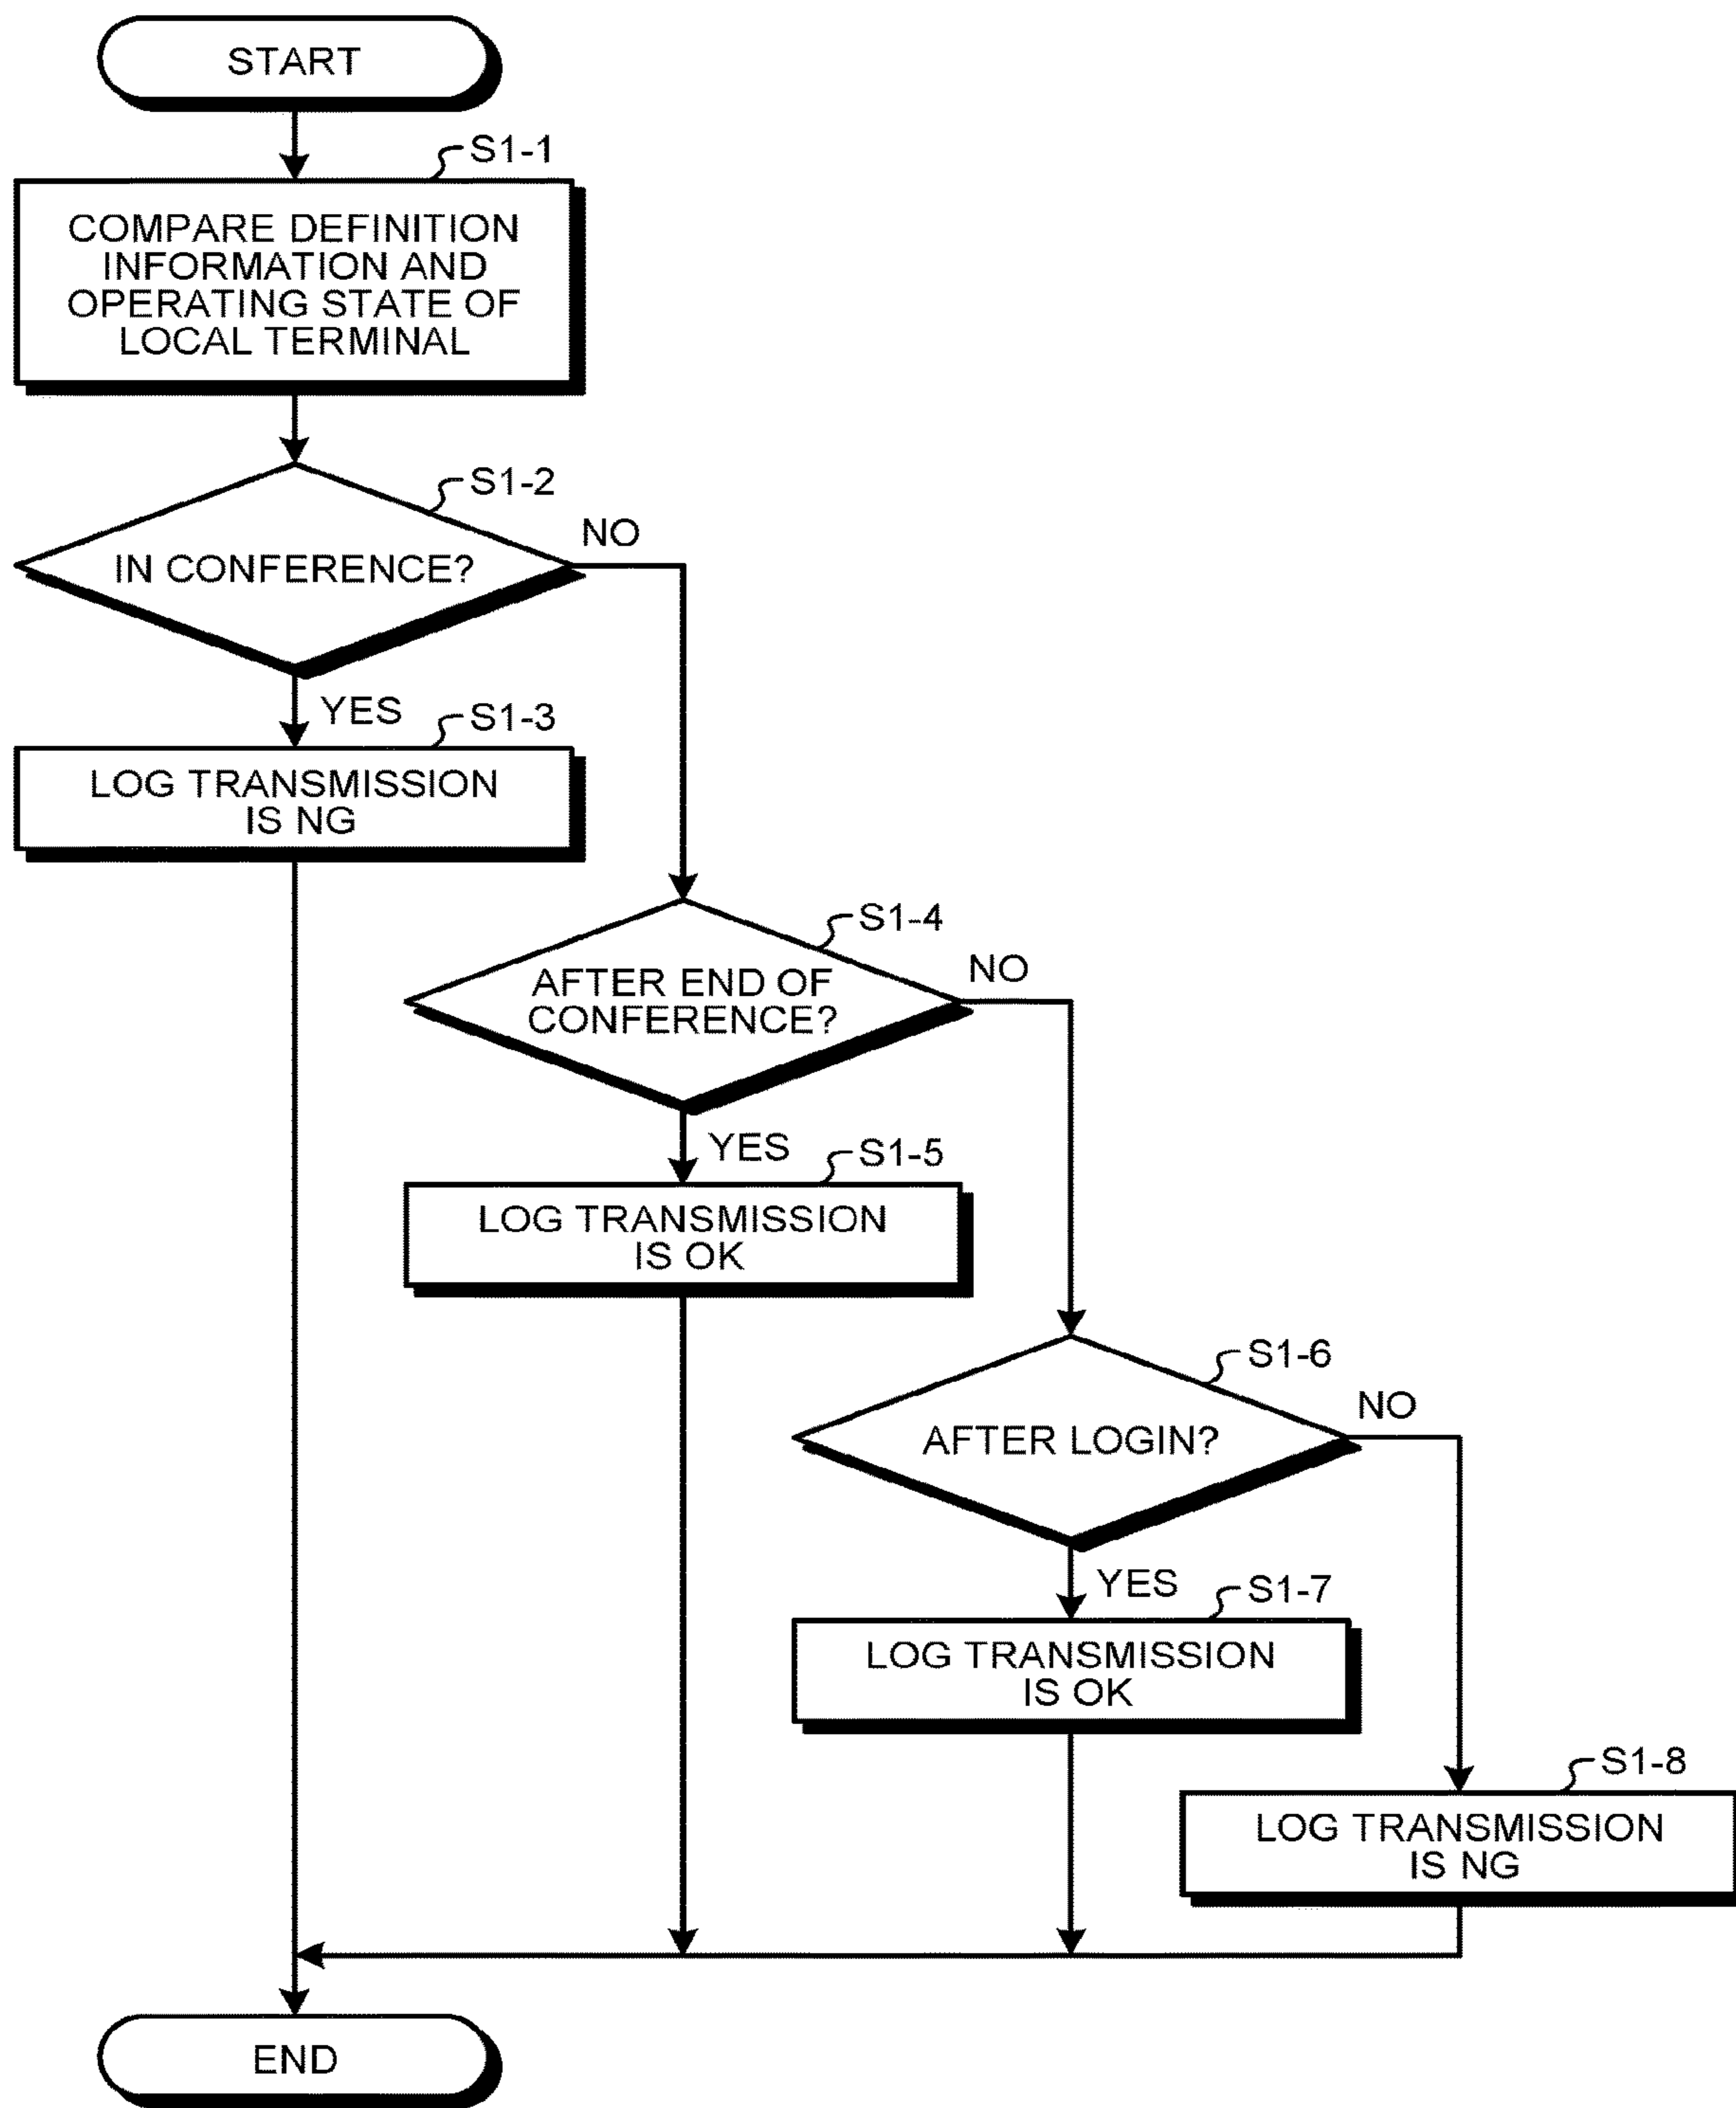 START
S1-1
COMPARE DEFINITION
INFORMATION AND
OPERATING STATE OF
LOCAL TERMINAL
S1-2
IN CONFERENCE?
NO
YES
S1-3
LOG TRANSMISSION
IS NG
S1-4
AFTER END OF
CONFERENCE?
NO
YES
S1-5
LOG TRANSMISSION
IS OK
S1-6
AFTER LOGIN?
NO
YES
S1-7
LOG TRANSMISSION
IS OK
S1-8
LOG TRANSMISSION
IS NG
END